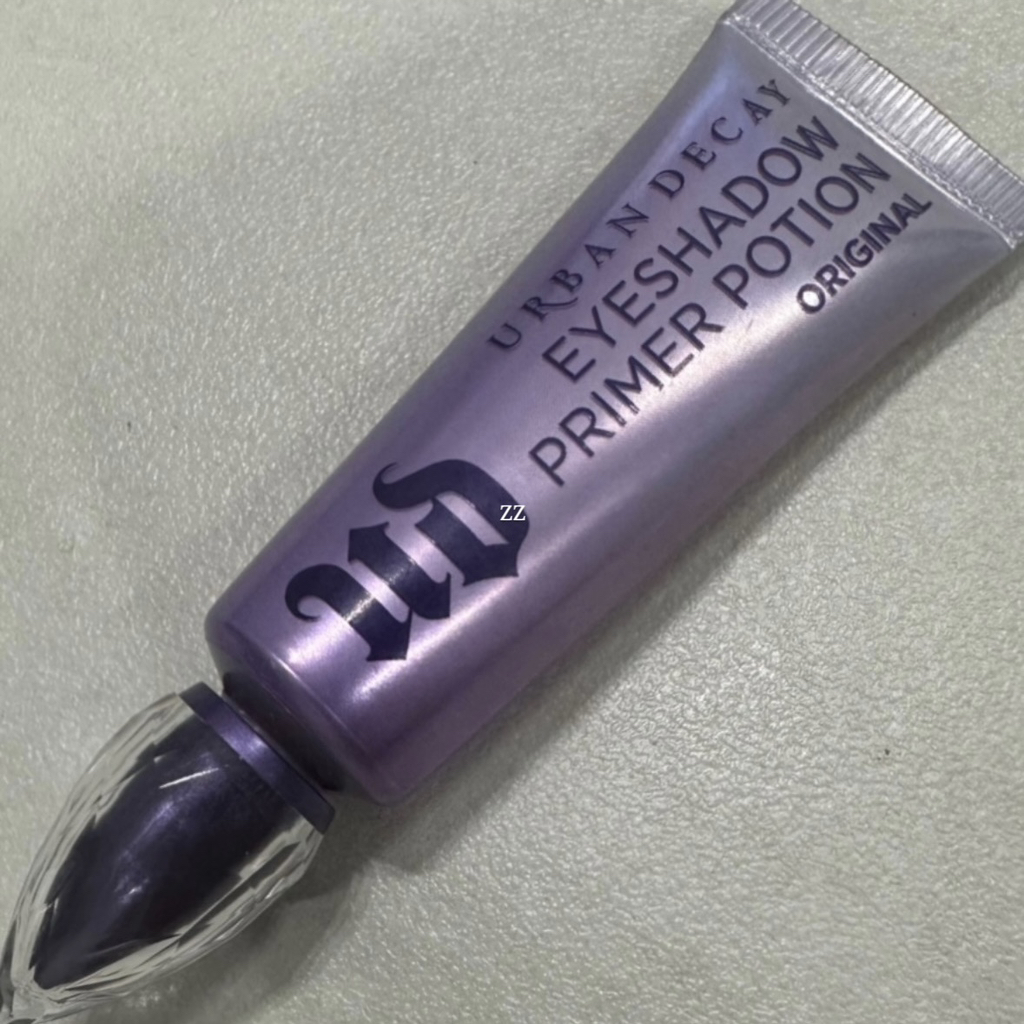 URBAN DECAY
EYESHADOW
PRIMER POTION
ORIGINAL
UD
ZZ